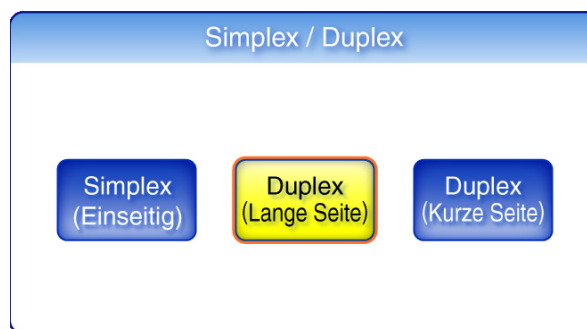 Simplex / Duplex
Simplex
(Einseitig)
Duplex
(Lange Seite)
Duplex
(Kurze Seite)